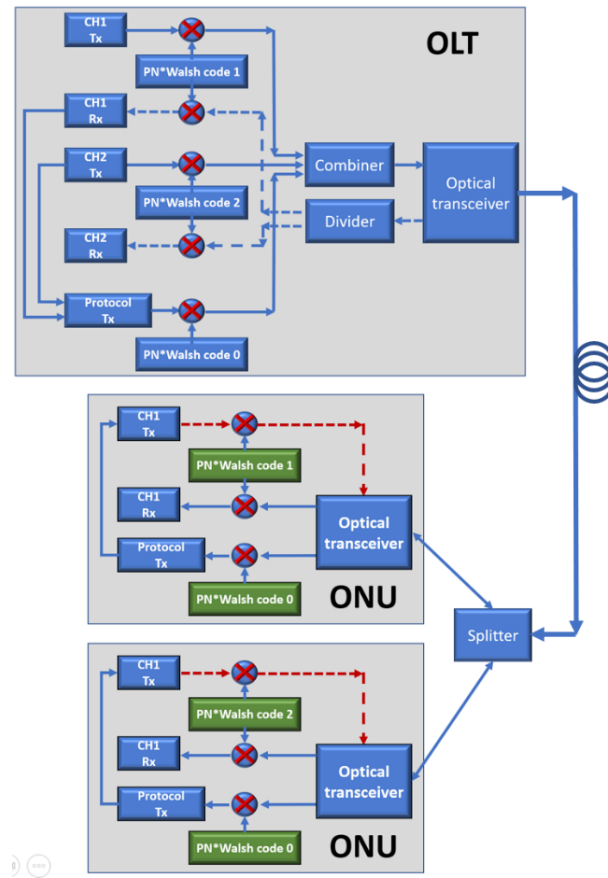 CH1
Tx
OLT
PN*Walsh code 1
CH1
Rx
CH2
Tx
Combiner
Optical
transceiver
PN*Walsh code 2
Divider
CH2
Rx
Protocol
Tx
PN*Walsh code 0
CH1
Tx
PN*Walsh code 1
CH1
Rx
Optical
transceiver
Protocol
Tx
PN*Walsh code 0
ONU
Splitter
CH1
Tx
PN*Walsh code 2
CH1
Rx
Optical
transceiver
Protocol
Tx
PN*Walsh code 0
ONU